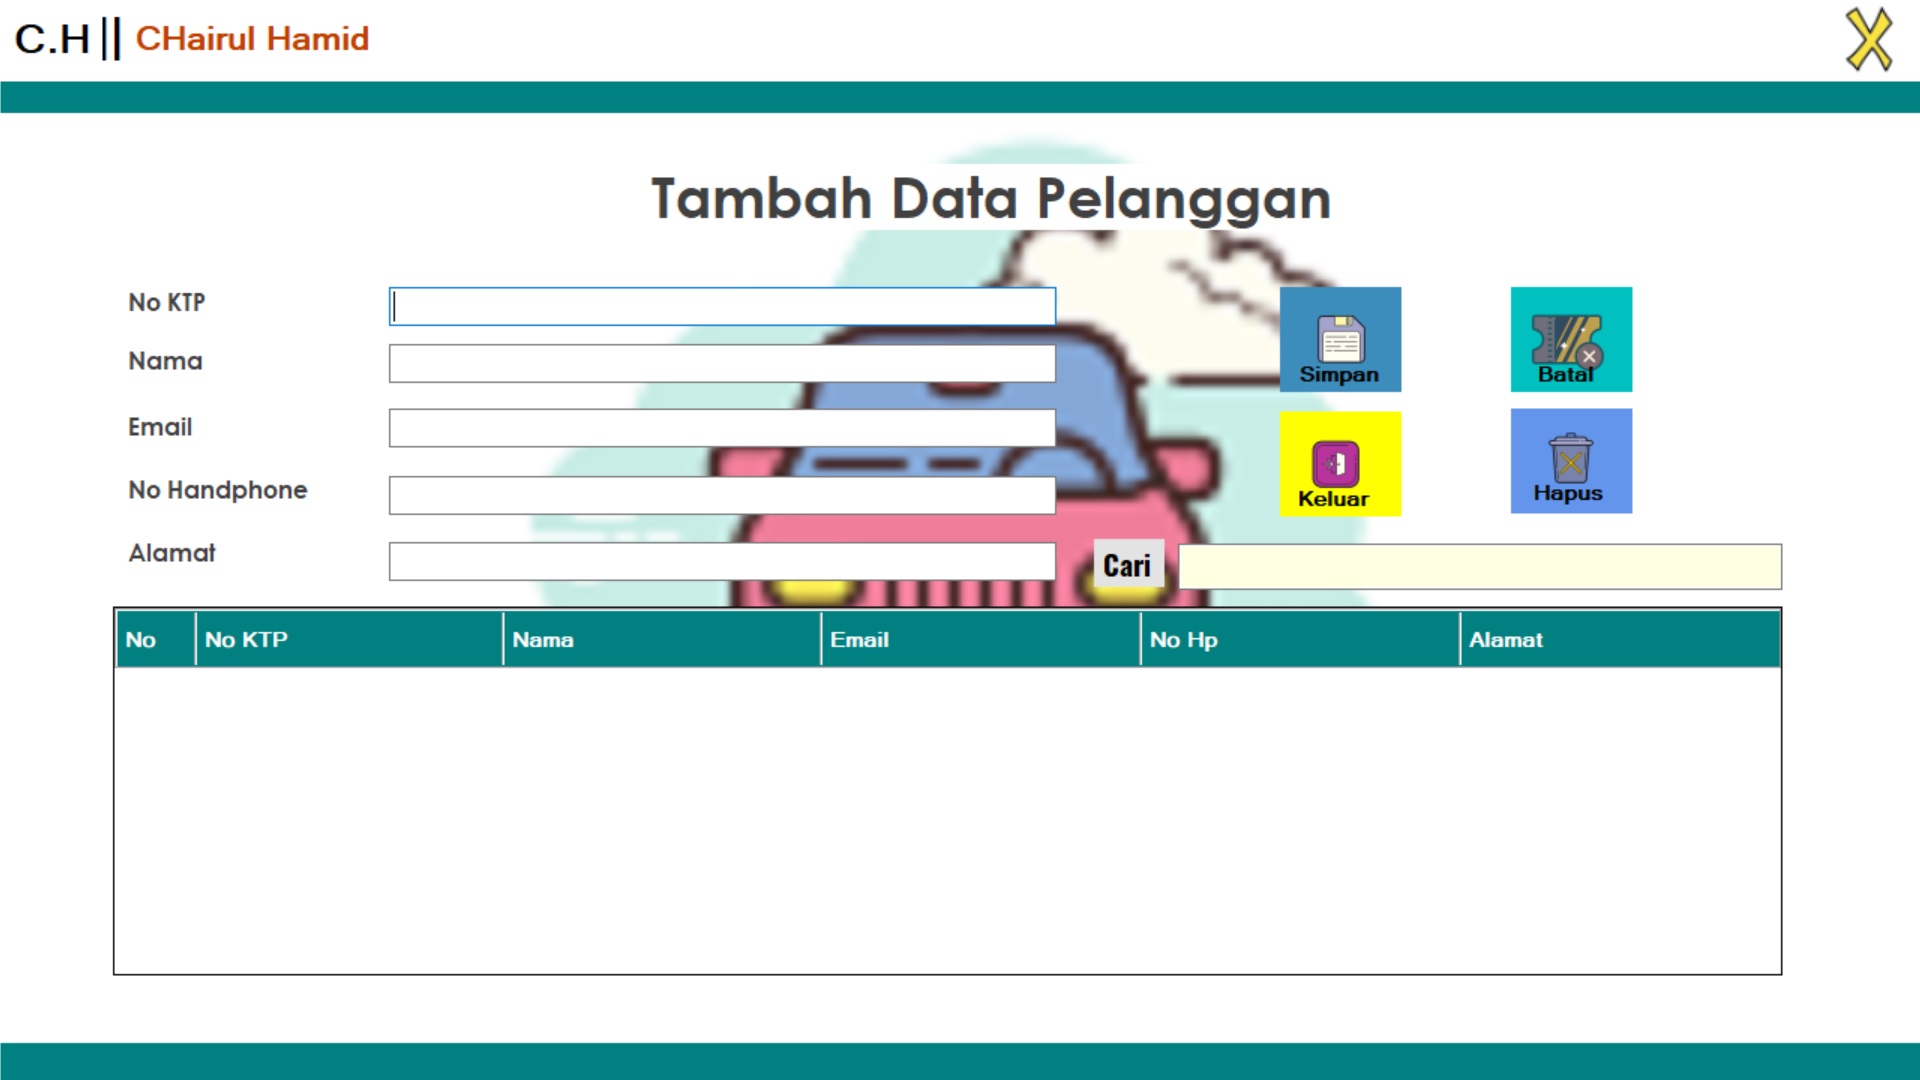 C.H || CHairul Hamid
Tambah Data Pelanggan
No KTP
Nama
Email
No Handphone
Alamat
Simpan
Batal
Keluar
Hapus
Cari
No No KTP Nama Email No Hp Alamat